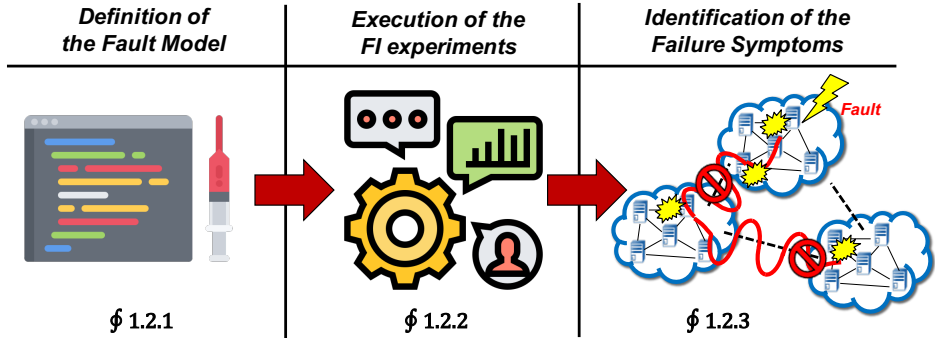 Definition of
the Fault Model
Execution of the
FI experiments
Identification of the
Failure Symptoms
Fault
∮ 1.2.1
∮ 1.2.2
∮ 1.2.3